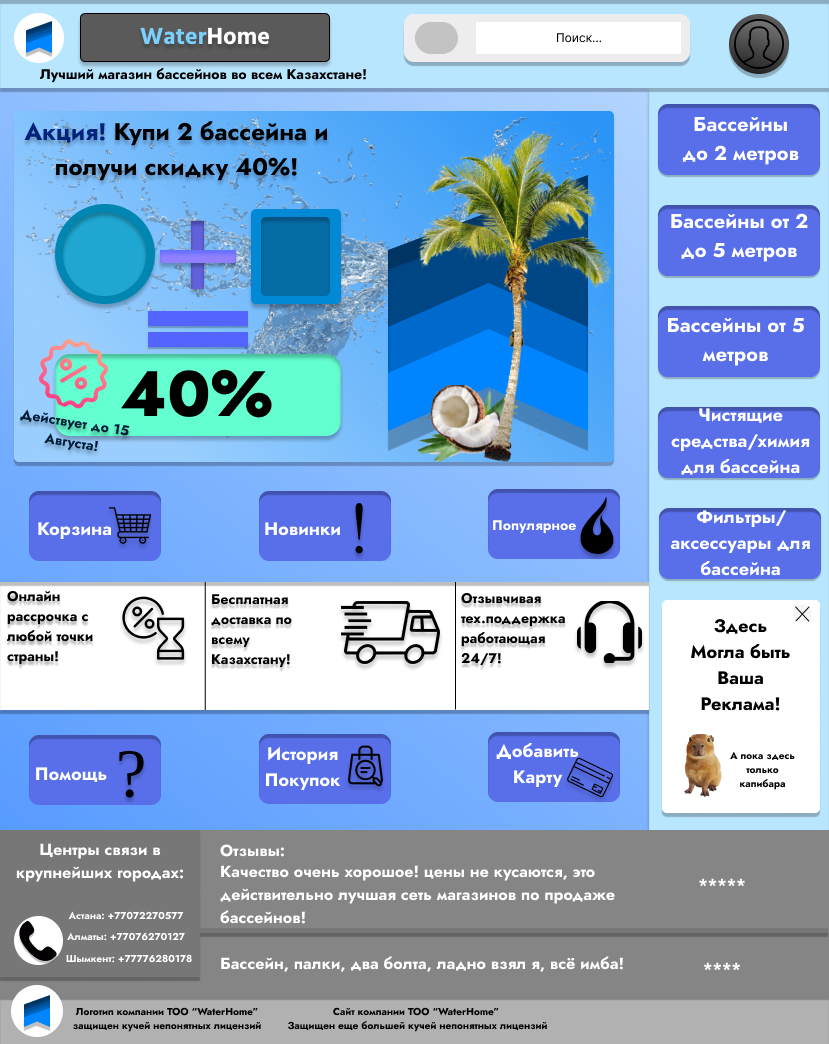 WaterHome
Поиск...
Лучший магазин бассейнов во всем Казахстане!
Акция! Купи 2 бассейна и
получи скидку 40%!
40%
Действует до 15
Августа!
Бассейны
до 2 метров
Бассейны от 2
до 5 метров
Бассейны от 5
метров
Чистящие
средства/химия
для бассейна
Фильтры/
аксессуары для
бассейна
Корзина
Новинки
!
Популярное
Онлайн
рассрочка с
любой точки
страны!
%
Бесплатная
доставка по
всему
Казахстану!
Отзывчивая
тех.поддержка
работающая
24/7!
Здесь
Могла быть
Ваша
Реклама!
А пока здесь
только
капибара
Помощь
?
История
Покупок
Добавить
Карту
Центры связи в
крупнейших городах:
Астана: +77072270577
Алматы: +77076270127
Шымкент: +77776280178
Отзывы:
Качество очень хорошое! цены не кусаются, это
действительно лучшая сеть магазинов по продаже
бассейнов!
*****
Бассейн, палки, два болта, ладно взял я, всё имба!
****
Логотип компании ТОО “WaterHome”
защищен кучей непонятных лицензий
Сайт компании ТОО “WaterHome”
Защищен еще большей кучей непонятных лицензий